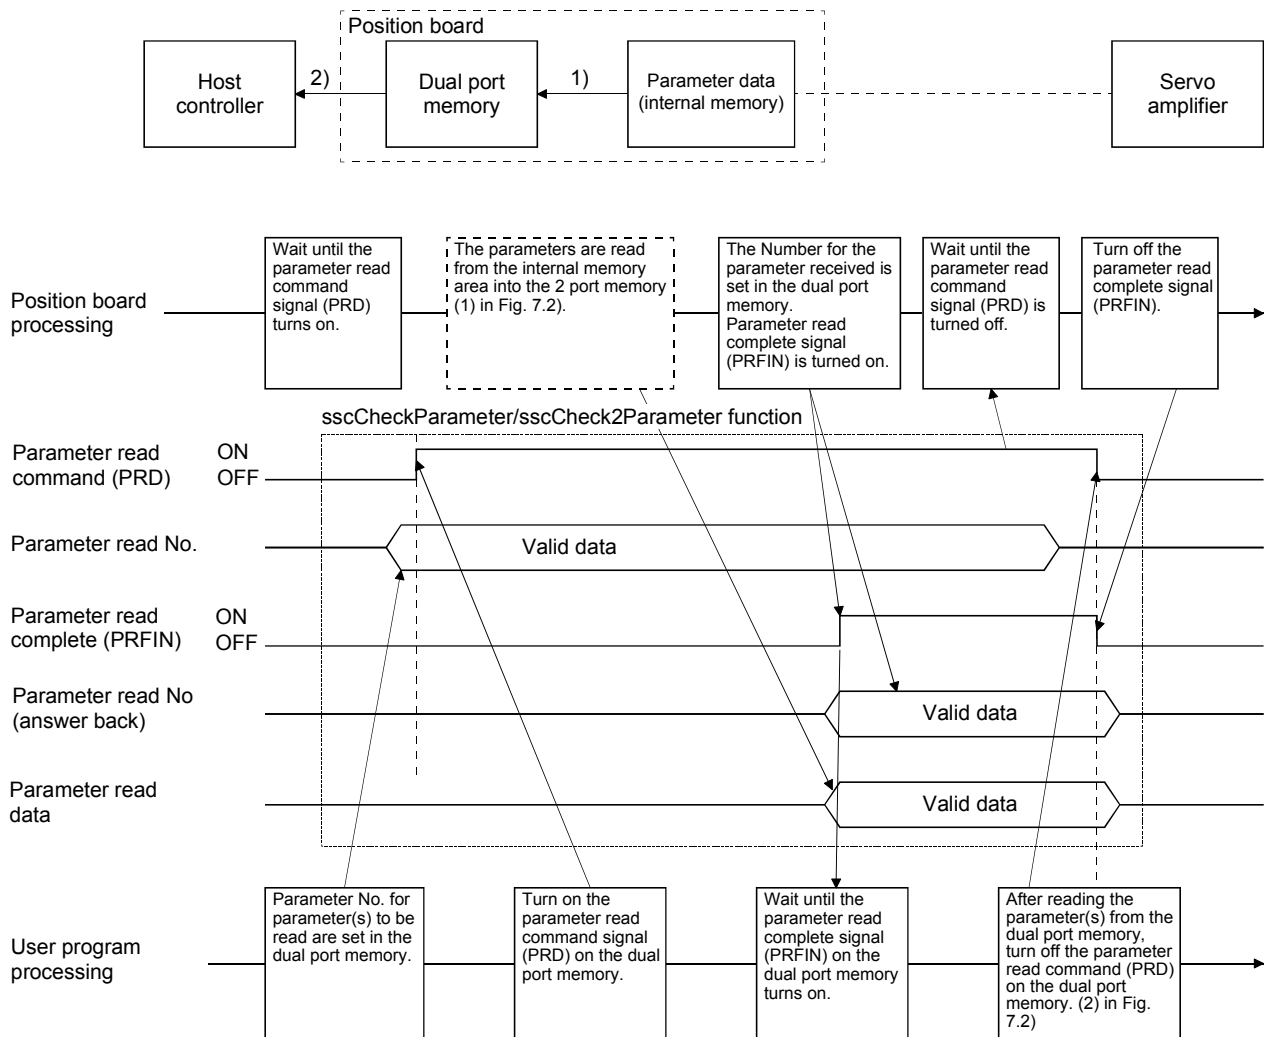 Position board
Host
controller
2)
Dual port
memory
1)
Parameter data
(internal memory)
Servo
amplifier
Position board
processing
Wait until the
parameter read
command
signal (PRD)
turns on.
The parameters are read
from the internal memory
area into the 2 port memory
(1) in Fig. 7.2).
The Number for the
parameter received is
set in the dual port
memory.
Parameter read
complete signal
(PRFIN) is turned on.
Wait until the
parameter read
command
signal (PRD) is
turned off.
Turn off the
parameter read
complete signal
(PRFIN).
sscCheckParameter/sscCheck2Parameter function
Parameter read
command (PRD)
ON
OFF
Parameter read No.
Valid data
Parameter read
complete (PRFIN)
ON
OFF
Parameter read No
(answer back)
Valid data
Parameter read
data
Valid data
User program
processing
Parameter No. for
parameter(s) to be
read are set in the
dual port memory.
Turn on the
parameter read
command signal
(PRD) on the dual
port memory.
Wait until the
parameter read
complete signal
(PRFIN) on the
dual port memory
turns on.
After reading the
parameter(s) from the
dual port memory,
turn off the parameter
read command (PRD)
on the dual port
memory. (2) in Fig.
7.2)